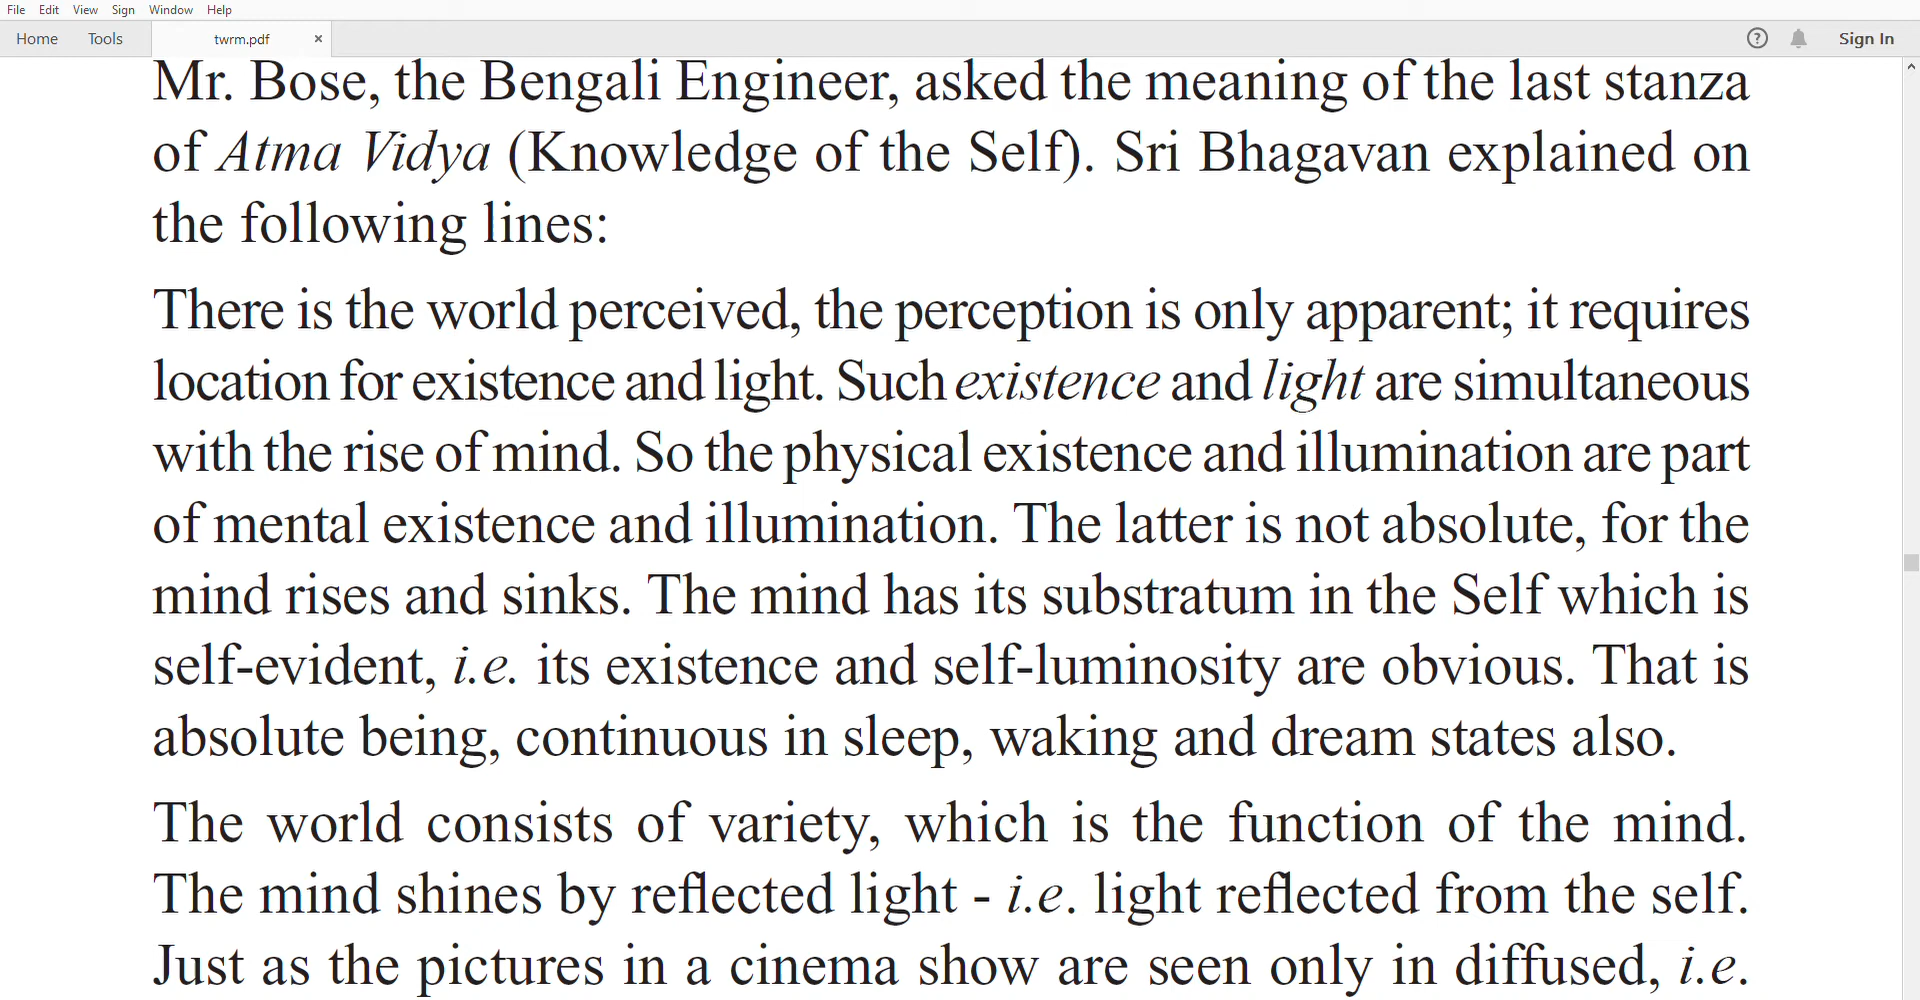 File Edit View Sign Window Help
Home Tools twrm.pdf × ? Sign In
Mr. Bose, the Bengali Engineer, asked the meaning of the last stanza
of Atma Vidya (Knowledge of the Self). Sri Bhagavan explained on
the following lines:
There is the world perceived, the perception is only apparent; it requires
location for existence and light. Such existence and light are simultaneous
with the rise of mind. So the physical existence and illumination are part
of mental existence and illumination. The latter is not absolute, for the
mind rises and sinks. The mind has its substratum in the Self which is
self-evident, i.e. its existence and self-luminosity are obvious. That is
absolute being, continuous in sleep, waking and dream states also.
The world consists of variety, which is the function of the mind.
The mind shines by reflected light - i.e. light reflected from the self.
Just as the pictures in a cinema show are seen only in diffused, i.e.